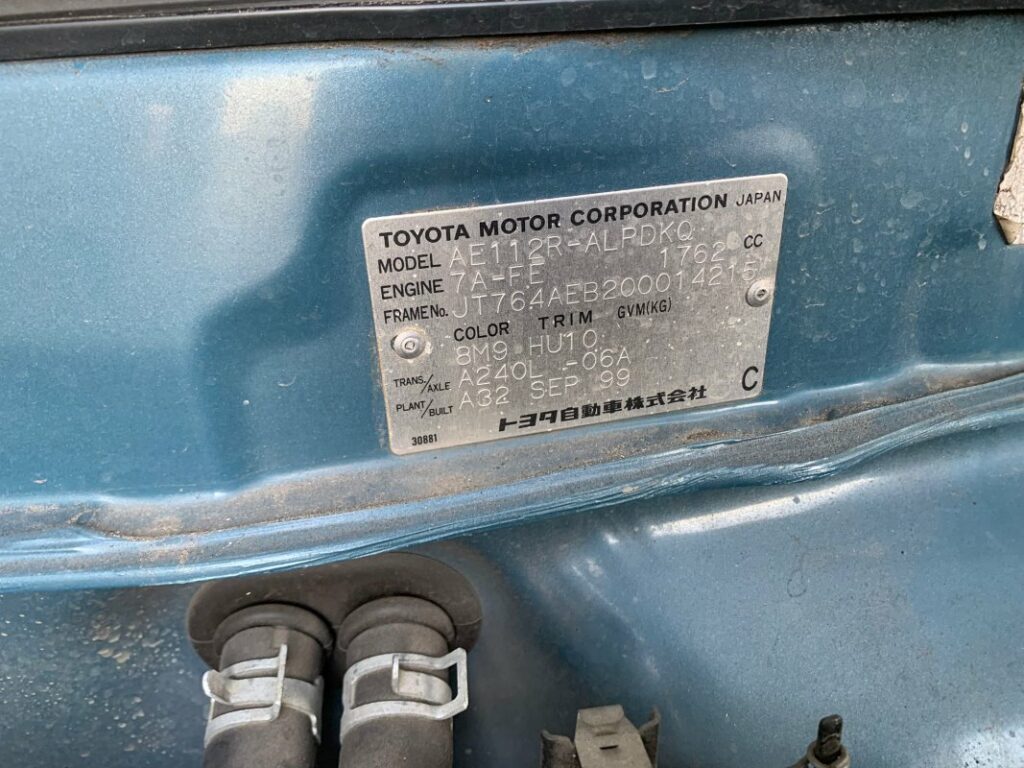 TOYOTA MOTOR CORPORATION JAPAN
MODEL AE112R-ALPDKQ
ENGINE 7A-FE 1762 CC
FRAME No. JT764AEB200014215
COLOR TRIM GVM(KG)
8M9 HU10
TRANS./AXLE A240L -06A
PLANT/BUILT A32 SEP 99
トヨタ自動車株式会社 C
30881